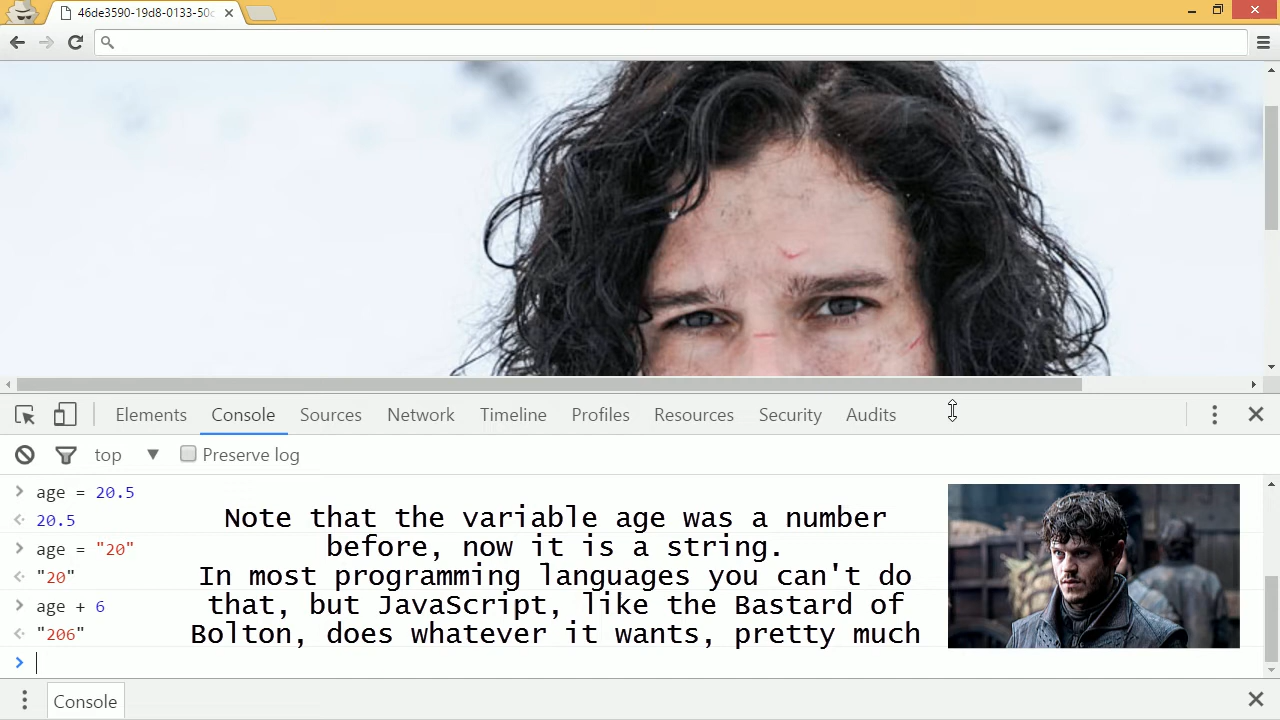 46de3590-19d8-0133-50c
Elements Console Sources Network Timeline Profiles Resources Security Audits
top Preserve log
age = 20.5
20.5
age = "20"
"20"
age + 6
"206"
Note that the variable age was a number
before, now it is a string.
In most programming languages you can't do
that, but JavaScript, like the Bastard of
Bolton, does whatever it wants, pretty much
Console